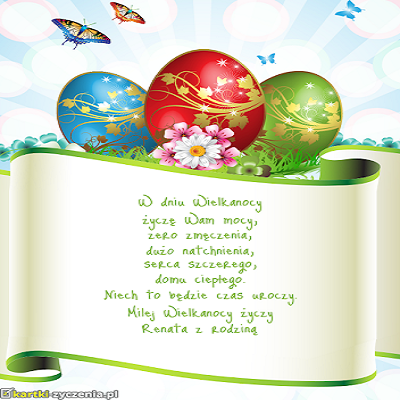 W dniu Wielkanocy
życzę Wam mocy,
zero zmęczenia,
dużo natchnienia,
serca szczerego,
domu ciepłego.
Niech to będzie czas uroczy.
Miłej Wielkanocy życzy
Renata z rodziną
kartki-zyczenia.pl